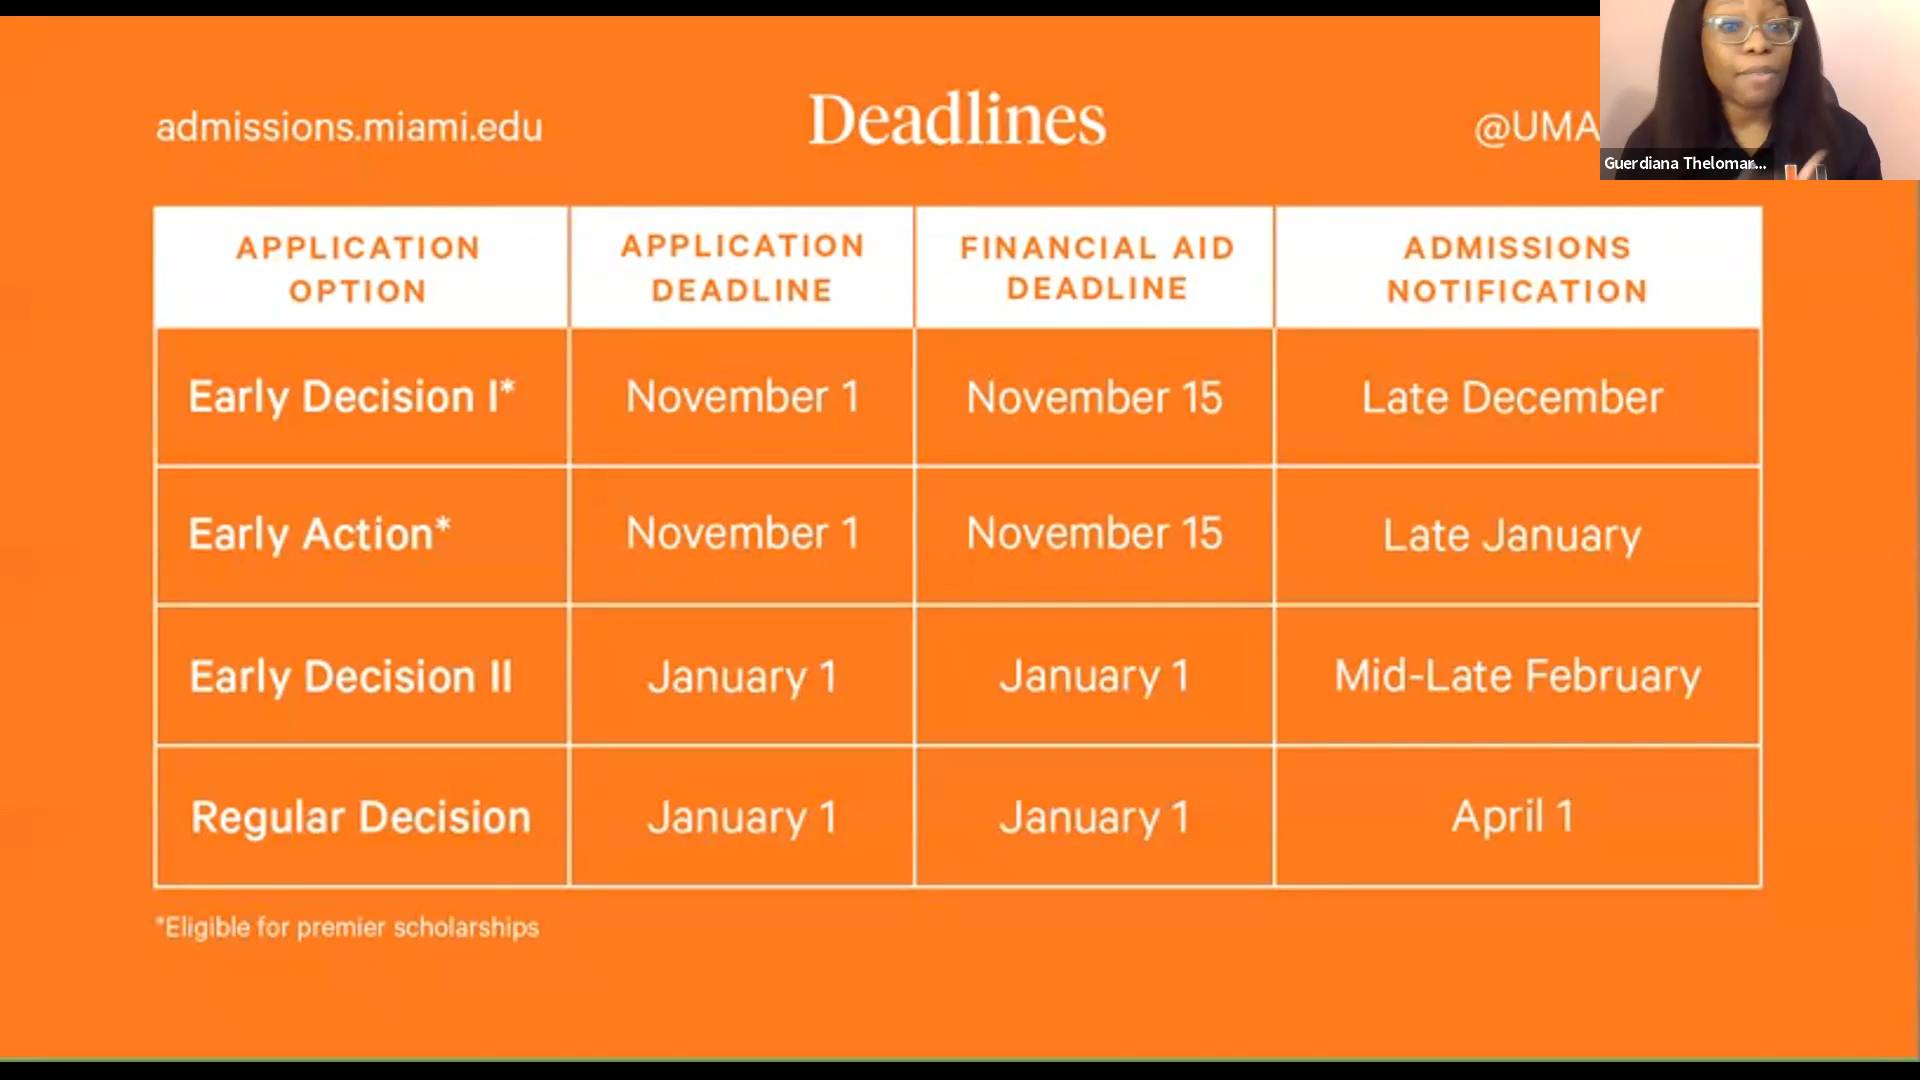 admissions.miami.edu
Deadlines
@UMA
Guerdiana Thelomar...
APPLICATION OPTION
APPLICATION DEADLINE
FINANCIAL AID DEADLINE
ADMISSIONS NOTIFICATION
Early Decision I*
November 1
November 15
Late December
Early Action*
November 1
November 15
Late January
Early Decision II
January 1
January 1
Mid-Late February
Regular Decision
January 1
January 1
April 1
*Eligible for premier scholarships